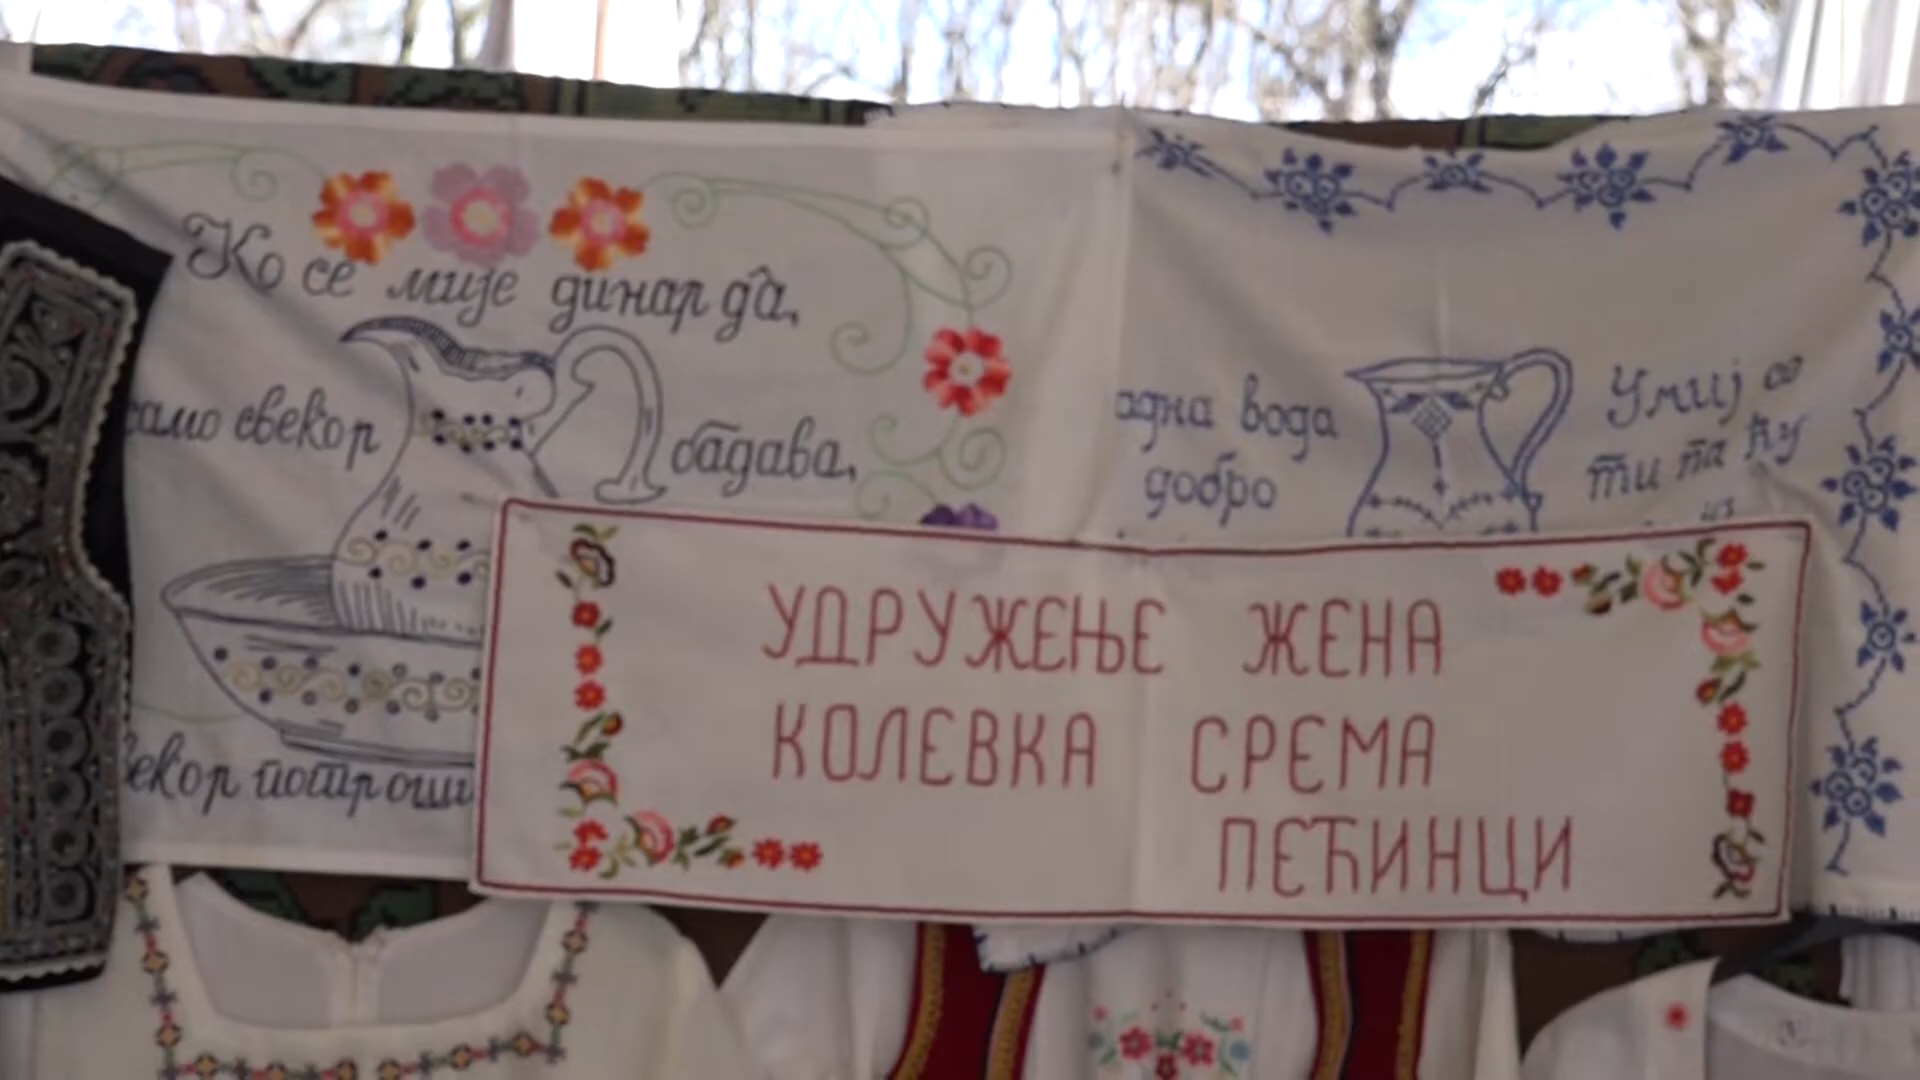 Ко се мије динар да,
само свекор бадава,
свекор потроши
хладна вода
добро
Умиј се
ти па ћу
УДРУЖЕЊЕ ЖЕНА
КОЛЕВКА СРЕМА
ПЕЋИНЦИ